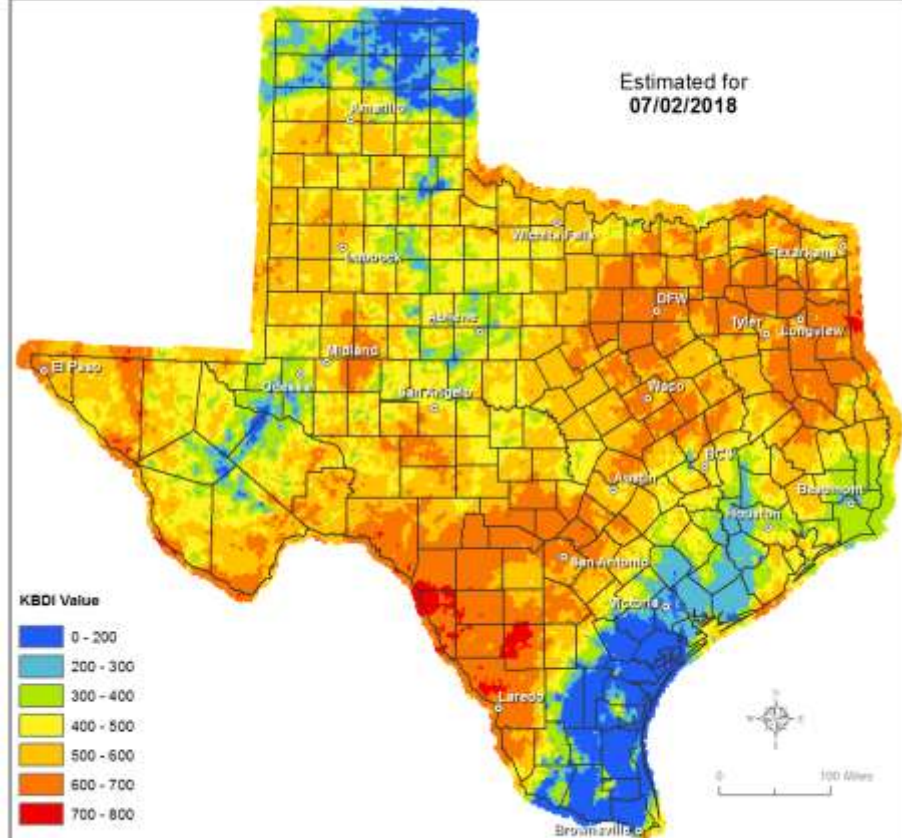 Estimated for
07/02/2018
Amarillo
Wichita Falls
Lubbock
Texarkana
DFW
Abilene
Tyler
Longview
Midland
El Paso
Odessa
San Angelo
Waco
BCS
Austin
Beaumont
Houston
San Antonio
Victoria
Laredo
Brownsville
KBDI Value
0 - 200
200 - 300
300 - 400
400 - 500
500 - 600
600 - 700
700 - 800
N
W
E
S
0
100 Miles